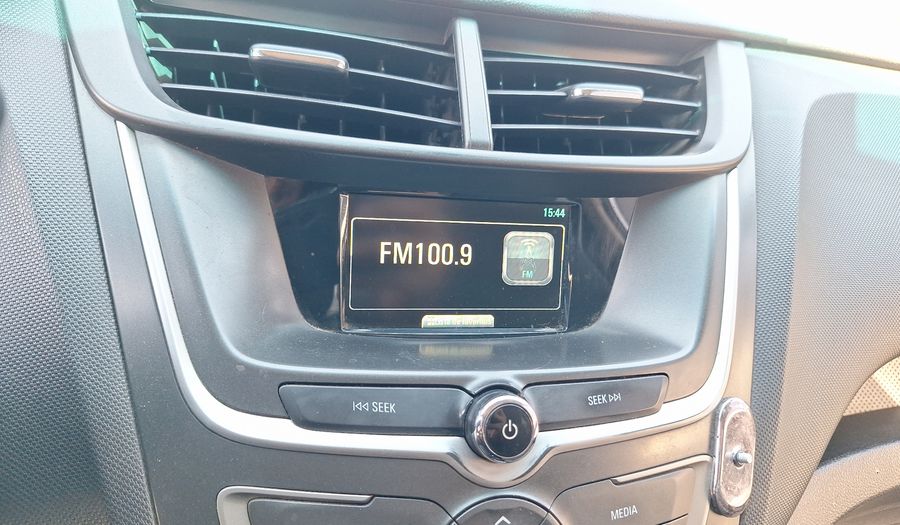 15:44
FM100.9
FM
SEEK
SEEK
MEDIA